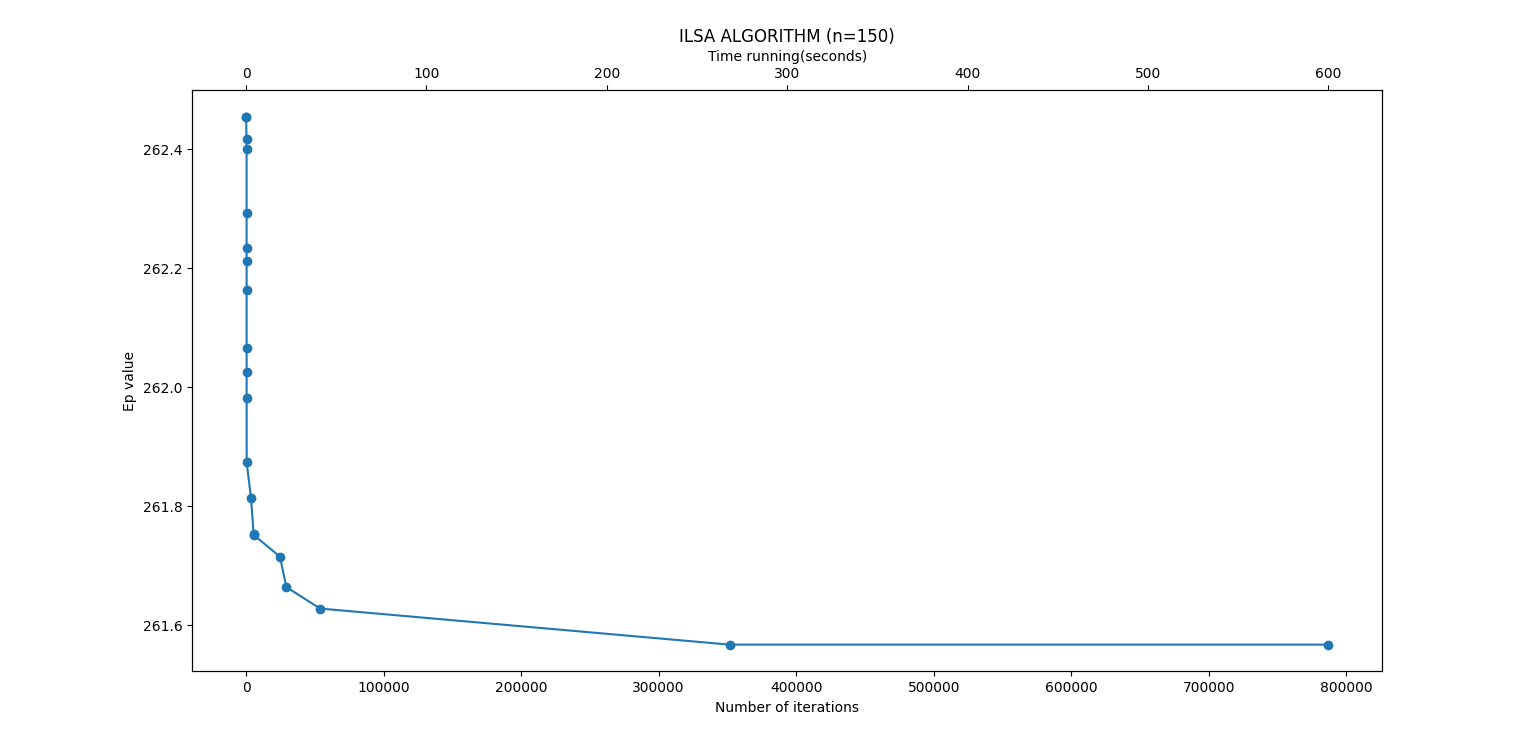 ILSA ALGORITHM (n=150)
Time running(seconds)
0 100 200 300 400 500 600
262.4
262.2
262.0
261.8
261.6
Ep value
0 100000 200000 300000 400000 500000 600000 700000 800000
Number of iterations